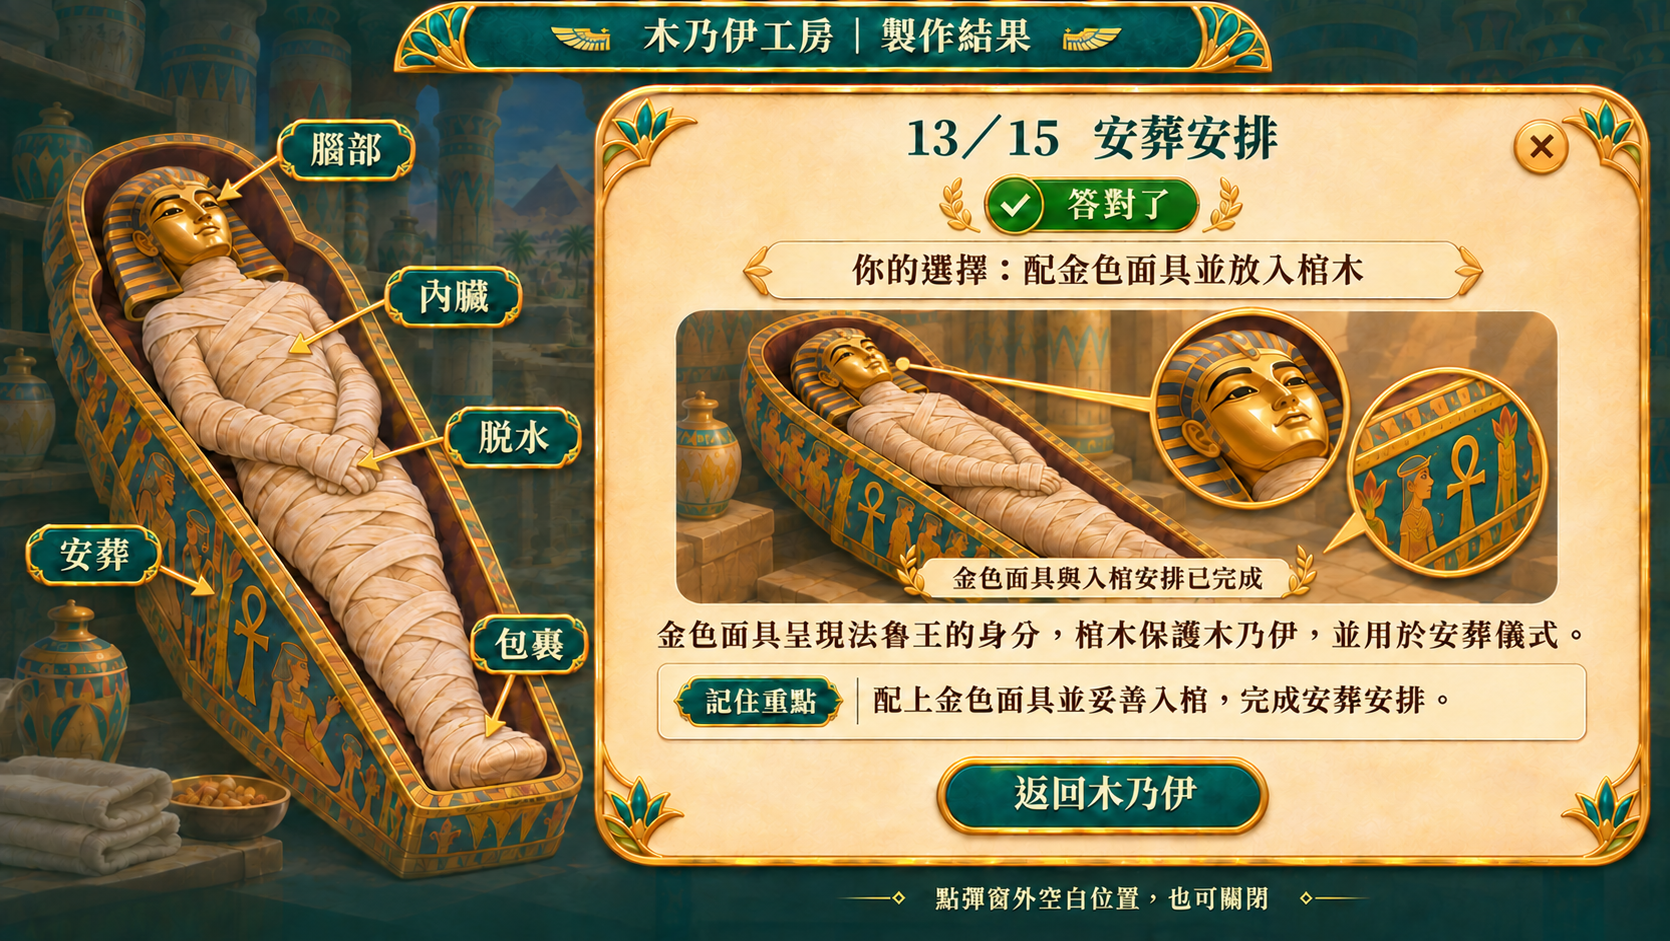 木乃伊工房｜製作結果
腦部
內臟
脫水
安葬
包裹
13／15 安葬安排
答對了
你的選擇：配金色面具並放入棺木
金色面具與入棺安排已完成
金色面具呈現法魯王的身分，棺木保護木乃伊，並用於安葬儀式。
記住重點
配上金色面具並妥善入棺，完成安葬安排。
返回木乃伊
點彈窗外空白位置，也可關閉